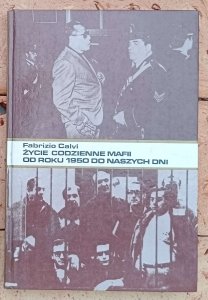 Fabrizio Calvi
ŻYCIE CODZIENNE MAFII
OD ROKU 1950 DO NASZYCH DNI